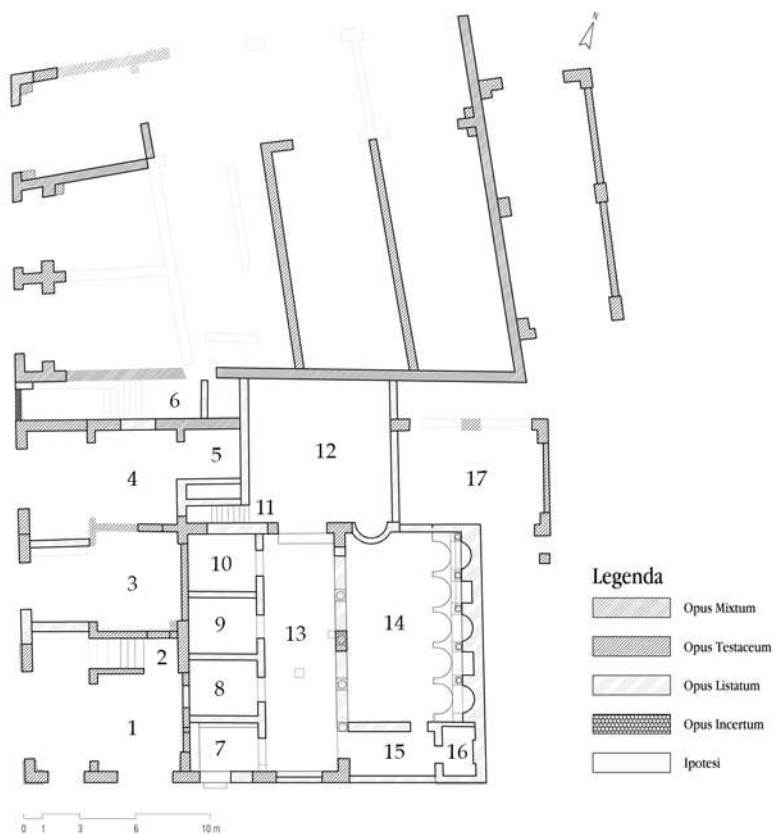 N
6
5
4
12
17
11
10
3
9
13
14
2
8
1
7
15
16
Legenda
Opus Mixtum
Opus Testaceum
Opus Listatum
Opus Incertum
Ipotesi
0 1 3 6 10 m